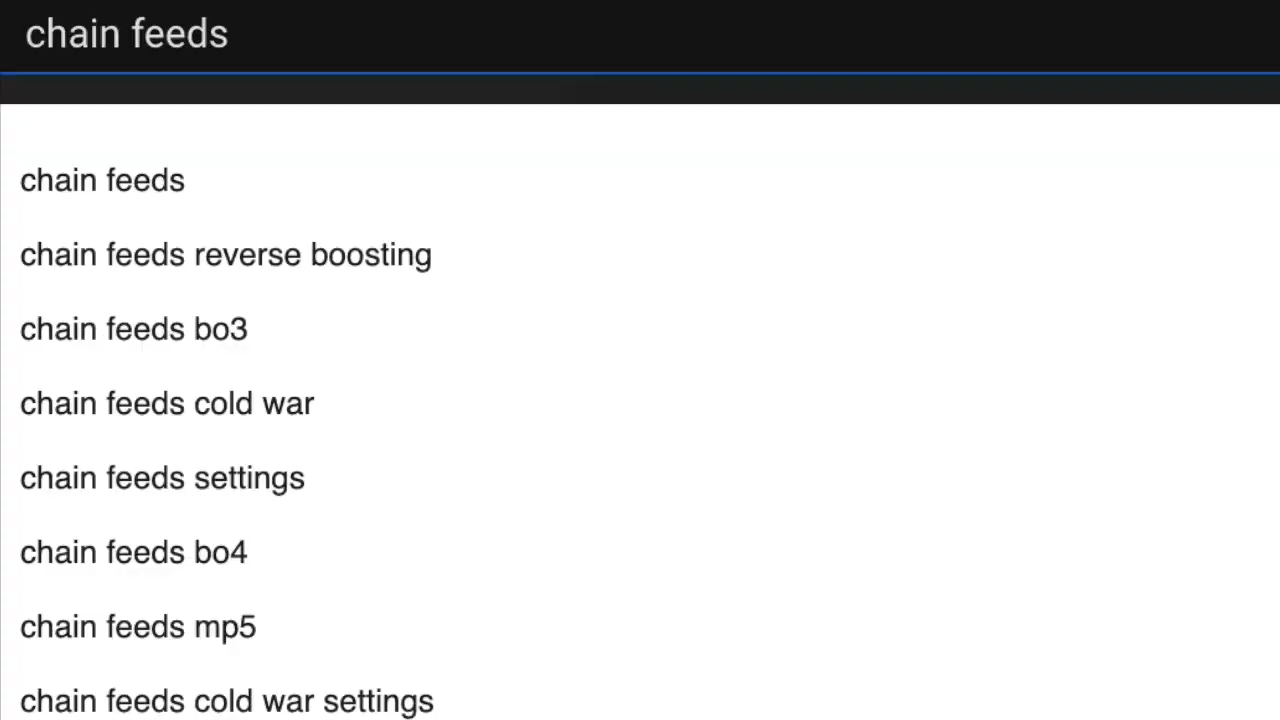 chain feeds
chain feeds
chain feeds reverse boosting
chain feeds bo3
chain feeds cold war
chain feeds settings
chain feeds bo4
chain feeds mp5
chain feeds cold war settings